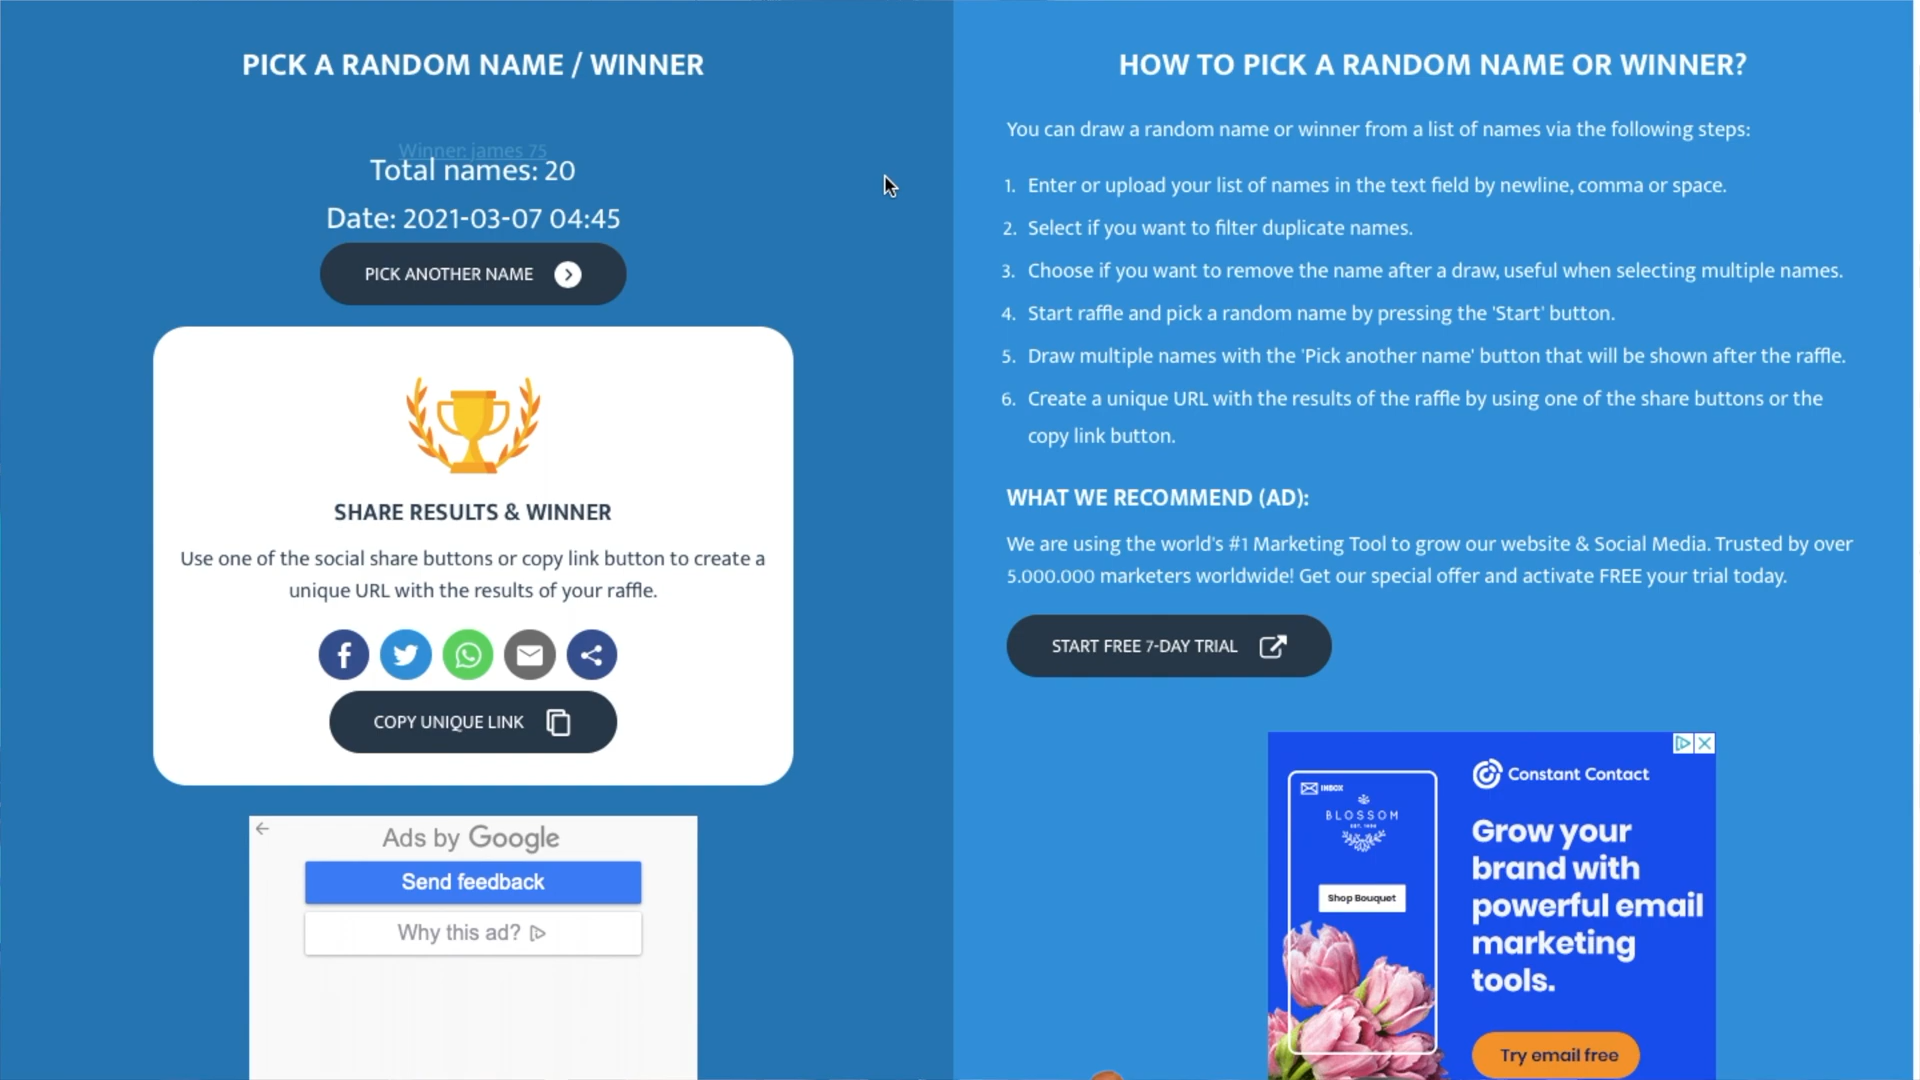 PICK A RANDOM NAME / WINNER
Winner: james 75
Total names: 20
Date: 2021-03-07 04:45
PICK ANOTHER NAME
SHARE RESULTS & WINNER
Use one of the social share buttons or copy link button to create a
unique URL with the results of your raffle.
COPY UNIQUE LINK
Ads by Google
Send feedback
Why this ad?
HOW TO PICK A RANDOM NAME OR WINNER?
You can draw a random name or winner from a list of names via the following steps:
1. Enter or upload your list of names in the text field by newline, comma or space.
2. Select if you want to filter duplicate names.
3. Choose if you want to remove the name after a draw, useful when selecting multiple names.
4. Start raffle and pick a random name by pressing the 'Start' button.
5. Draw multiple names with the 'Pick another name' button that will be shown after the raffle.
6. Create a unique URL with the results of the raffle by using one of the share buttons or the
copy link button.
WHAT WE RECOMMEND (AD):
We are using the world's #1 Marketing Tool to grow our website & Social Media. Trusted by over
5.000.000 marketers worldwide! Get our special offer and activate FREE your trial today.
START FREE 7-DAY TRIAL
INBOX
BLOSSOM
Shop Bouquet
Constant Contact
Grow your
brand with
powerful email
marketing
tools.
Try email free